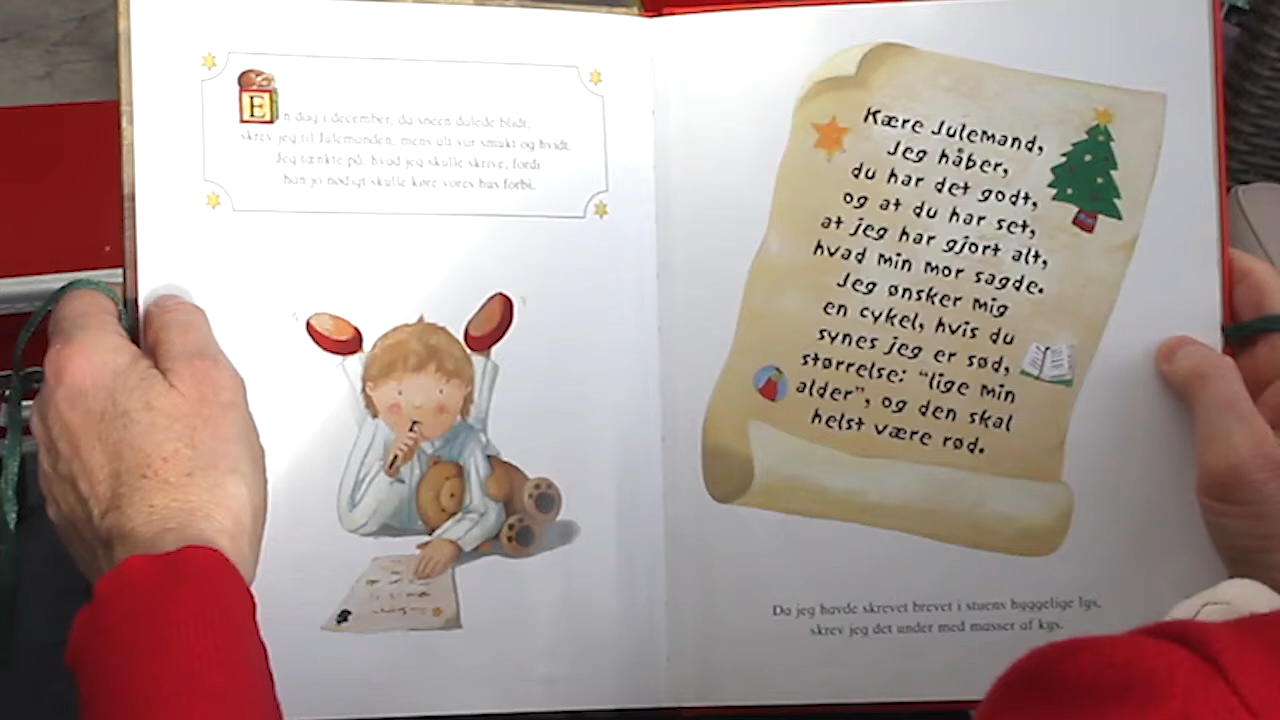 En dag i december, da sneen dalede blidt,
skrev jeg til Julemanden, mens alt var smukt og hvidt.
Jeg tænkte på, hvad jeg skulle skrive, fordi
han jo nødigt skulle køre vores hus forbi.
Kære Julemand,
Jeg håber,
du har det godt,
og at du har set,
at jeg har gjort alt,
hvad min mor sagde.
Jeg ønsker mig
en cykel, hvis du
synes jeg er sød,
størrelse: “lige min
alder”, og den skal
helst være rød.
Da jeg havde skrevet brevet i stuens hyggelige lys,
skrev jeg det under med masser af kys.